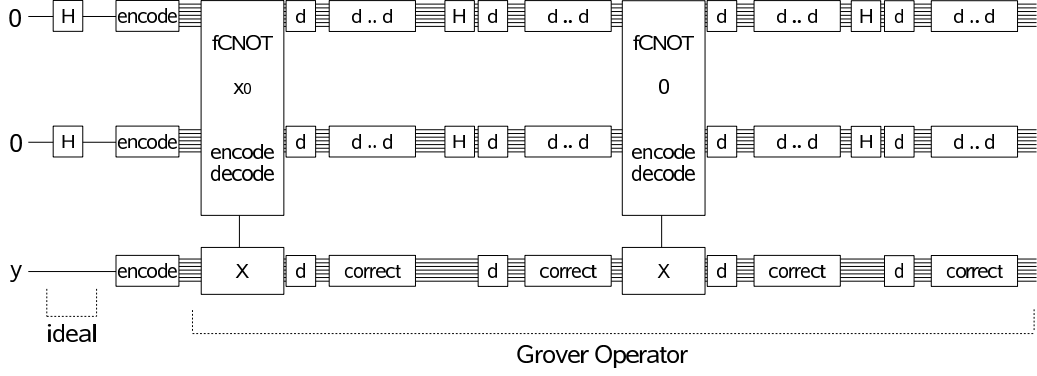 0 H encode fCNOT d d .. d H d d .. d fCNOT d d .. d H d d .. d
x0 0
0 H encode encode d d .. d H d d .. d encode d d .. d H d d .. d
decode decode
y encode X d correct d correct X d correct d correct
ideal
Grover Operator